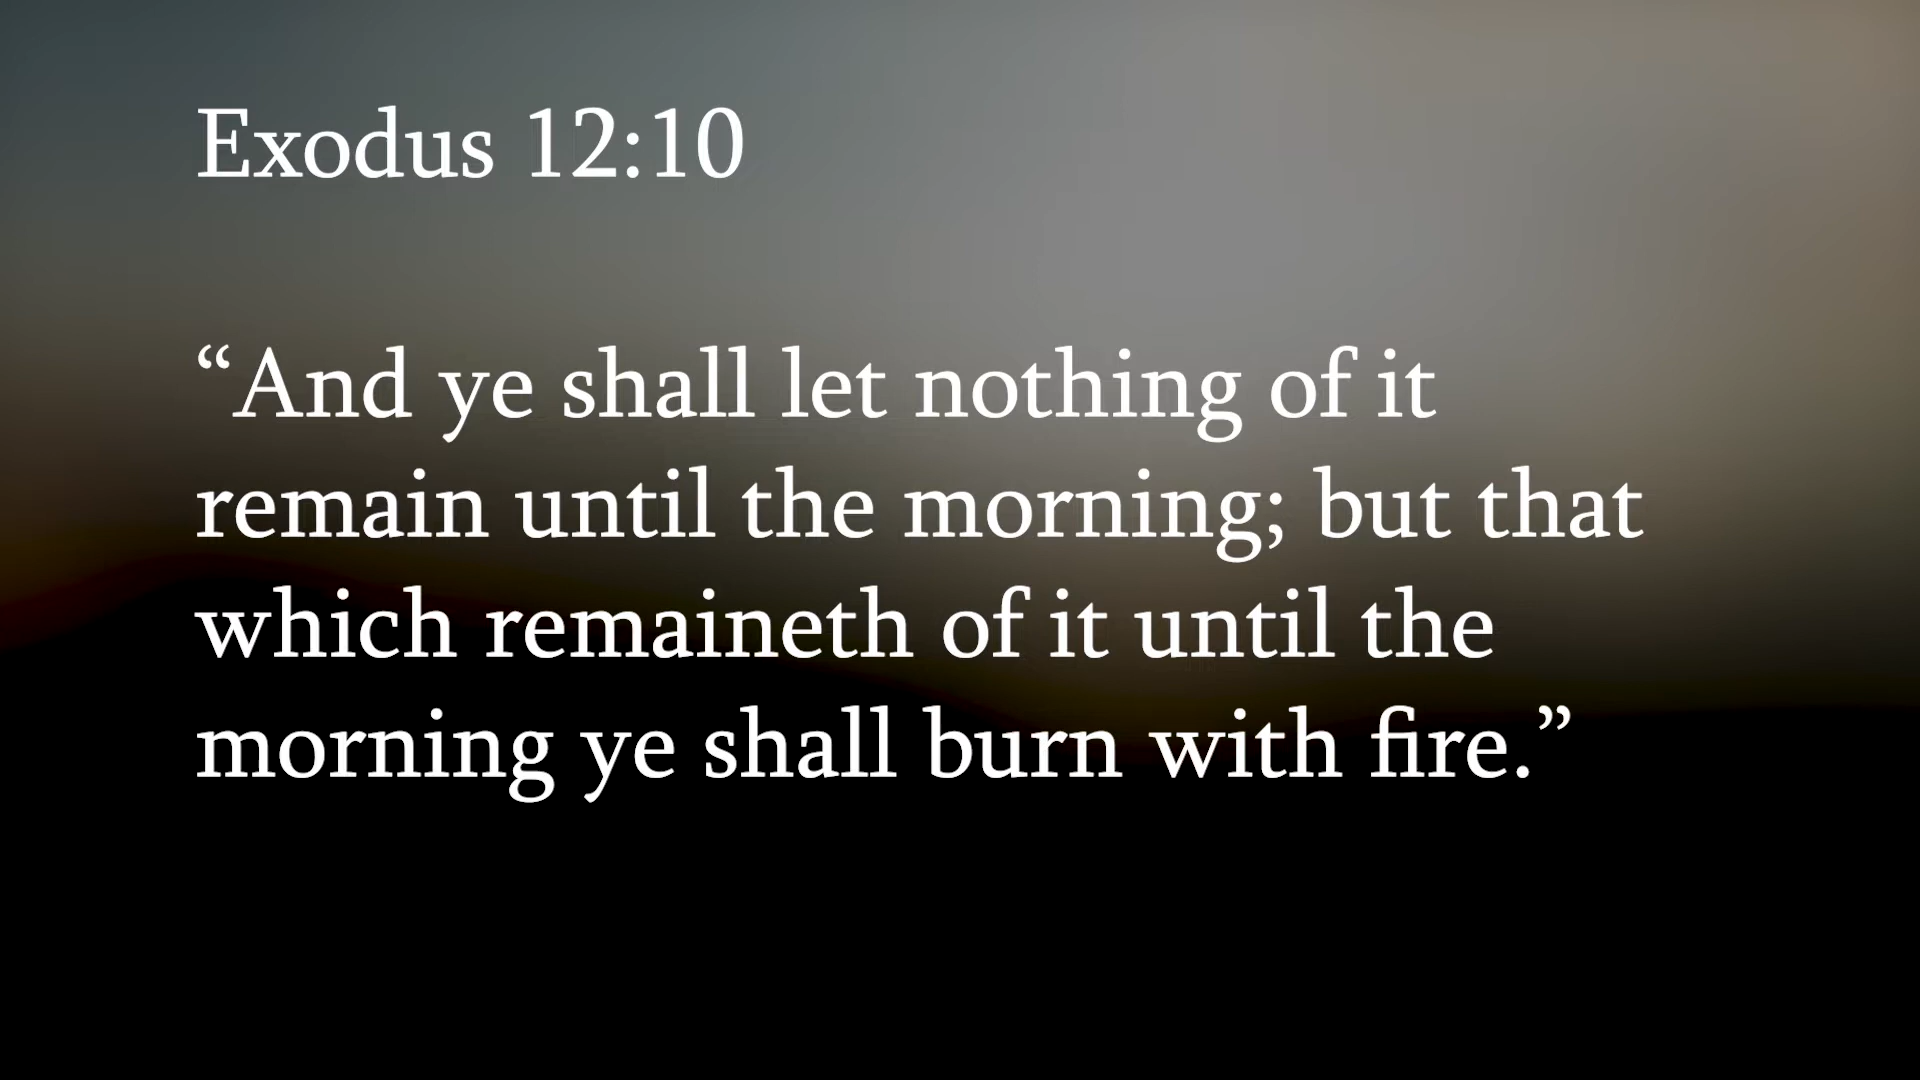 Exodus 12:10
“And ye shall let nothing of it
remain until the morning; but that
which remaineth of it until the
morning ye shall burn with fire.”